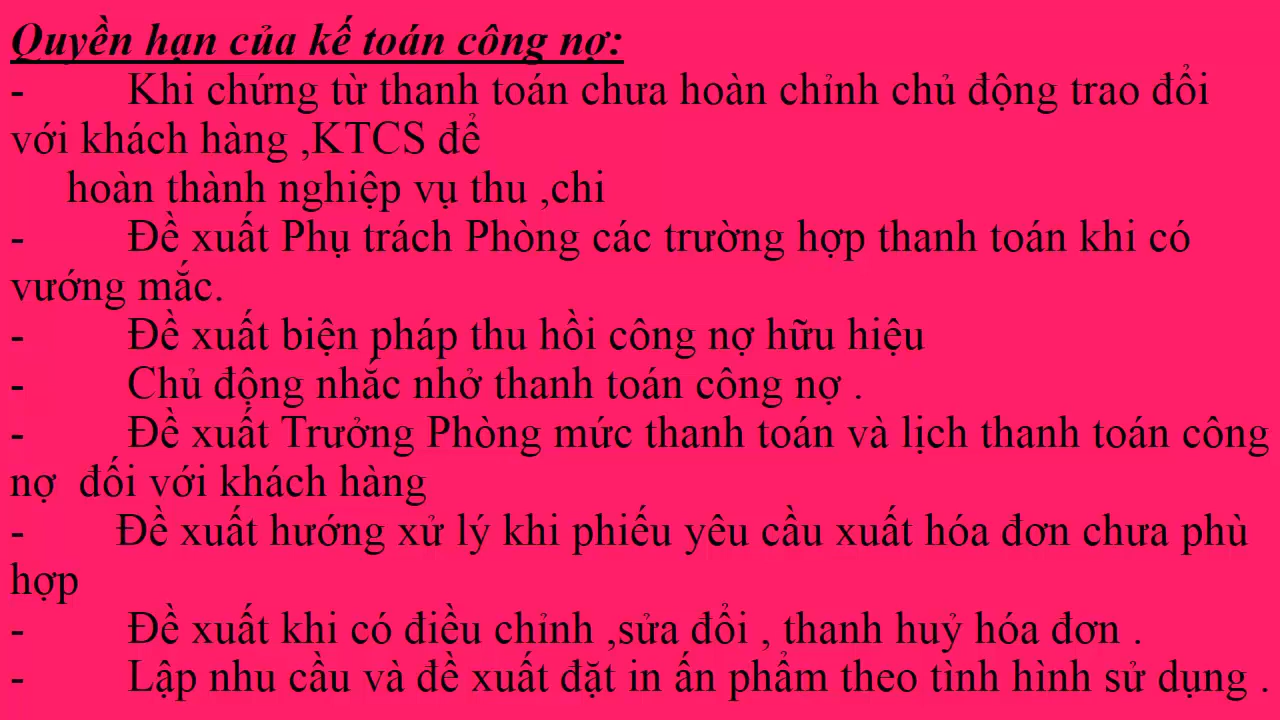 Quyền hạn của kế toán công nợ:
- Khi chứng từ thanh toán chưa hoàn chỉnh chủ động trao đổi
với khách hàng ,KTCS để
hoàn thành nghiệp vụ thu ,chi
- Đề xuất Phụ trách Phòng các trường hợp thanh toán khi có
vướng mắc.
- Đề xuất biện pháp thu hồi công nợ hữu hiệu
- Chủ động nhắc nhở thanh toán công nợ .
- Đề xuất Trưởng Phòng mức thanh toán và lịch thanh toán công
nợ  đối với khách hàng
- Đề xuất hướng xử lý khi phiếu yêu cầu xuất hóa đơn chưa phù
hợp
- Đề xuất khi có điều chỉnh ,sửa đổi , thanh huỷ hóa đơn .
- Lập nhu cầu và đề xuất đặt in ấn phẩm theo tình hình sử dụng .